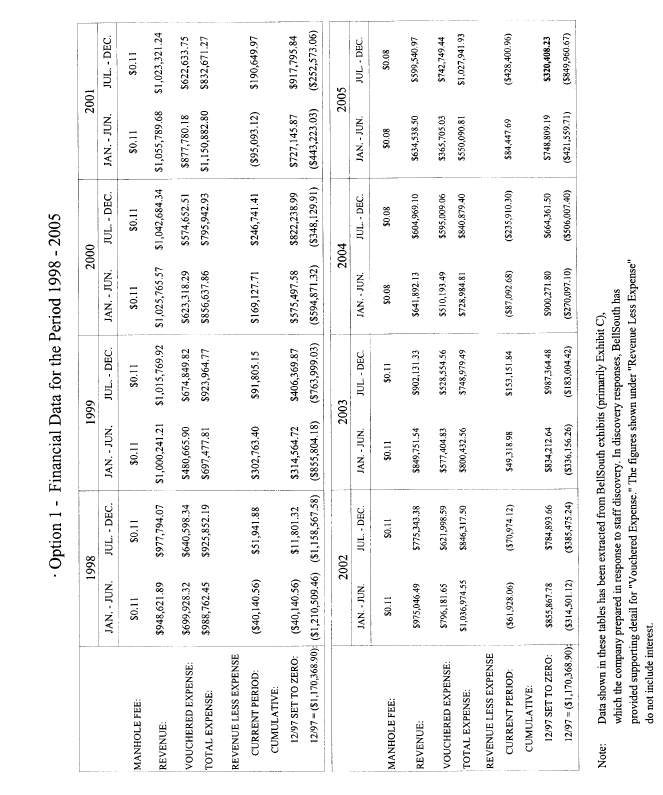 · Option 1 - Financial Data for the Period 1998 - 2005
1998 1999 2000 2001
JAN. - JUN. JUL. - DEC. JAN. - JUN. JUL. - DEC. JAN. - JUN. JUL. - DEC. JAN. - JUN. JUL. - DEC.
MANHOLE FEE: $0.11 $0.11 $0.11 $0.11 $0.11 $0.11 $0.11 $0.11
REVENUE: $948,621.89 $977,794.07 $1,000,241.21 $1,015,769.92 $1,025,765.57 $1,042,684.34 $1,055,789.68 $1,023,321.24
VOUCHERED EXPENSE: $699,928.32 $640,598.34 $480,665.90 $674,849.82 $623,318.29 $574,652.51 $877,780.18 $622,633.75
TOTAL EXPENSE: $988,762.45 $925,852.19 $697,477.81 $923,964.77 $856,637.86 $795,942.93 $1,150,882.80 $832,671.27
REVENUE LESS EXPENSE
CURRENT PERIOD: ($40,140.56) $51,941.88 $302,763.40 $91,805.15 $169,127.71 $246,741.41 ($95,093.12) $190,649.97
CUMULATIVE:
12/97 SET TO ZERO: ($40,140.56) $11,801.32 $314,564.72 $406,369.87 $575,497.58 $822,238.99 $727,145.87 $917,795.84
12/97 = ($1,170,368.90): ($1,210,509.46) ($1,158,567.58) ($855,804.18) ($763,999.03) ($594,871.32) ($348,129.91) ($443,223.03) ($252,573.06)
2002 2003 2004 2005
JAN. - JUN. JUL. - DEC. JAN. - JUN. JUL. - DEC. JAN. - JUN. JUL. - DEC. JAN. - JUN. JUL. - DEC.
MANHOLE FEE: $0.11 $0.11 $0.11 $0.11 $0.08 $0.08 $0.08 $0.08
REVENUE: $975,046.49 $775,343.38 $849,751.54 $902,131.33 $641,892.13 $604,969.10 $634,538.50 $599,540.97
VOUCHERED EXPENSE: $796,181.65 $621,998.59 $577,404.83 $528,554.56 $510,193.49 $595,009.06 $365,705.03 $742,749.44
TOTAL EXPENSE: $1,036,974.55 $846,317.50 $800,432.56 $748,979.49 $728,984.81 $840,879.40 $550,090.81 $1,027,941.93
REVENUE LESS EXPENSE
CURRENT PERIOD: ($61,928.06) ($70,974.12) $49,318.98 $153,151.84 ($87,092.68) ($235,910.30) $84,447.69 ($428,400.96)
CUMULATIVE:
12/97 SET TO ZERO: $855,867.78 $784,893.66 $834,212.64 $987,364.48 $900,271.80 $664,361.50 $748,809.19 $320,408.23
12/97 = ($1,170,368.90): ($314,501.12) ($385,475.24) ($336,156.26) ($183,004.42) ($270,097.10) ($506,007.40) ($421,559.71) ($849,960.67)
Note: Data shown in these tables has been extracted from BellSouth exhibits (primarily Exhibit C),
which the company prepared in response to staff discovery. In discovery responses, BellSouth has
provided supporting detail for "Vouchered Expense." The figures shown under "Revenue Less Expense"
do not include interest.